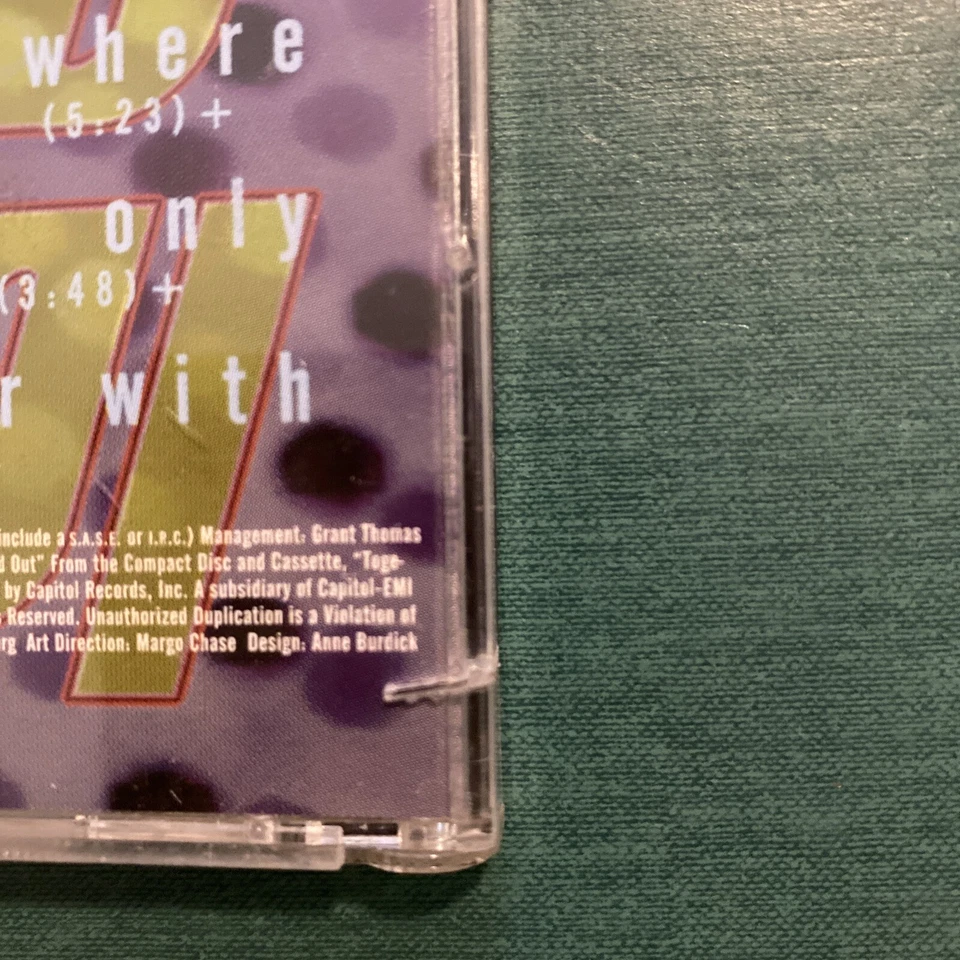 where
(5:23)+
only
(3:48)+
r with
include a S.A.S.E. or I.R.C.) Management: Grant Thomas
d Out" From the Compact Disc and Cassette, "Toge-
by Capitol Records, Inc. A subsidiary of Capitol-EMI
s Reserved. Unauthorized Duplication is a Violation of
rg Art Direction: Margo Chase Design: Anne Burdick